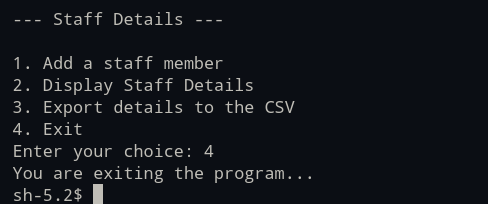 --- Staff Details ---
1. Add a staff member
2. Display Staff Details
3. Export details to the CSV
4. Exit
Enter your choice: 4
You are exiting the program...
sh-5.2$